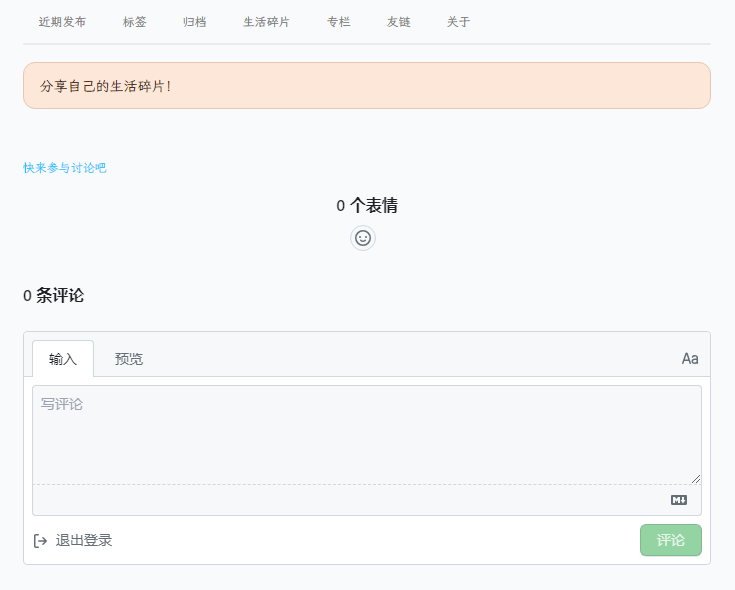 近期发布 标签 归档 生活碎片 专栏 友链 关于
分享自己的生活碎片！
快来参与讨论吧
0 个表情
0 条评论
输入 预览 Aa
写评论
M↓
退出登录 评论